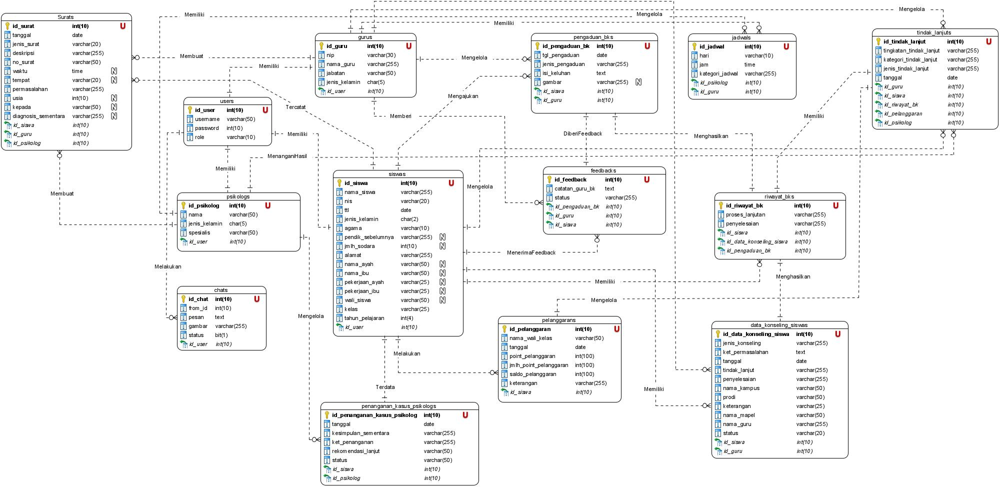 Surats
id_surat int(10) U
tanggal date
jenis_surat varchar(20)
deskripsi varchar(255)
no_surat varchar(50)
waktu time N
tempat varchar(20) N
permasalahan varchar(255)
usia int(10) N
kepada varchar(50) N
diagnosis_sementara varchar(255) N
id_siswa int(10)
id_guru int(10)
id_psikolog int(10)
gurus
id_guru int(10) U
nip varchar(30)
nama_guru varchar(255)
jabatan varchar(50)
jenis_kelamin char(5)
id_user int(10)
pengaduan_bks
id_pengaduan_bk int(10) U
tgl_pengaduan date
jenis_pengaduan varchar(255)
isi_keluhan text
gambar varchar(255) N
id_siswa int(10)
id_guru int(10)
jadwals
id_jadwal int(10) U
hari varchar(10)
jam time
kategori_jadwal varchar(255)
id_psikolog int(10)
id_guru int(10)
tindak_lanjuts
id_tindak_lanjut int(10) U
tingkatan_tindak_lanjut varchar(255)
kategori_tindak_lanjut varchar(255)
jenis_tindak_lanjut varchar(255)
tanggal date
id_guru int(10)
id_siswa int(10)
id_riwayat_bk int(10)
id_pelanggaran int(10)
id_psikolog int(10)
users
id_user int(10) U
username varchar(50)
password int(10)
role varchar(10)
psikologs
id_psikolog int(10) U
nama varchar(50)
jenis_kelamin char(5)
spesialis varchar(50)
id_user int(10)
siswas
id_siswa int(10) U
nama_siswa varchar(255)
nis varchar(20)
ttl date
jenis_kelamin char(2)
agama varchar(10)
pendik_sebelumnya varchar(255) N
jmlh_sodara int(10) N
alamat varchar(255)
nama_ayah varchar(50) N
nama_ibu varchar(50) N
pekerjaan_ayah varchar(25) N
pekerjaan_ibu varchar(25) N
wali_siswa varchar(50) N
kelas varchar(25)
tahun_pelajaran int(4)
id_user int(10)
feedbacks
id_feedback int(10) U
catatan_guru_bk text
status varchar(255)
id_pengaduan_bk int(10)
id_guru int(10)
id_siswa int(10)
riwayat_bks
id_riwayat_bk int(10) U
proses_lanjutan varchar(255)
penyelesaian varchar(255)
id_siswa int(10)
id_data_konseling_siswa int(10)
id_pengaduan_bk int(10)
chats
id_chat int(10) U
from_id int(10)
pesan text
gambar varchar(255)
status bit(1)
id_user int(10)
pelanggarans
id_pelanggaran int(10) U
nama_wali_kelas varchar(50)
tanggal date
point_pelanggaran int(100)
jmlh_point_pelanggaran int(100)
saldo_pelanggaran int(100)
keterangan varchar(255)
id_siswa int(10)
data_konseling_siswas
id_data_konseling_siswa int(10) U
jenis_konseling varchar(255)
ket_permasalahan text
tanggal date
tindak_lanjut varchar(255)
penyelesaian varchar(255)
nama_kampus varchar(50)
prodi varchar(50)
keterangan varchar(25)
nama_mapel varchar(50)
nama_guru varchar(255)
status varchar(20)
id_siswa int(10)
id_guru int(10)
penanganan_kasus_psikologs
id_penanganan_kasus_psikolog int(10) U
tanggal date
kesimpulan_sementara varchar(255)
ket_penanganan varchar(255)
rekomendasi_lanjut varchar(50)
status varchar(50)
id_siswa int(10)
id_psikolog int(10)
Memiliki
Mengelola
Mengelola
Memiliki
Membuat
Memiliki
Mengelola
Mengajukan
Tercatat
Memberi
Memiliki
Memiliki
DiberiFeedback
Menghasilkan
MenanganiHasil
Memiliki
Membuat
Mengelola
MenerimaFeedback
Melakukan
Menghasilkan
Memiliki
Mengelola
Mengelola
Melakukan
Terdata
Memiliki